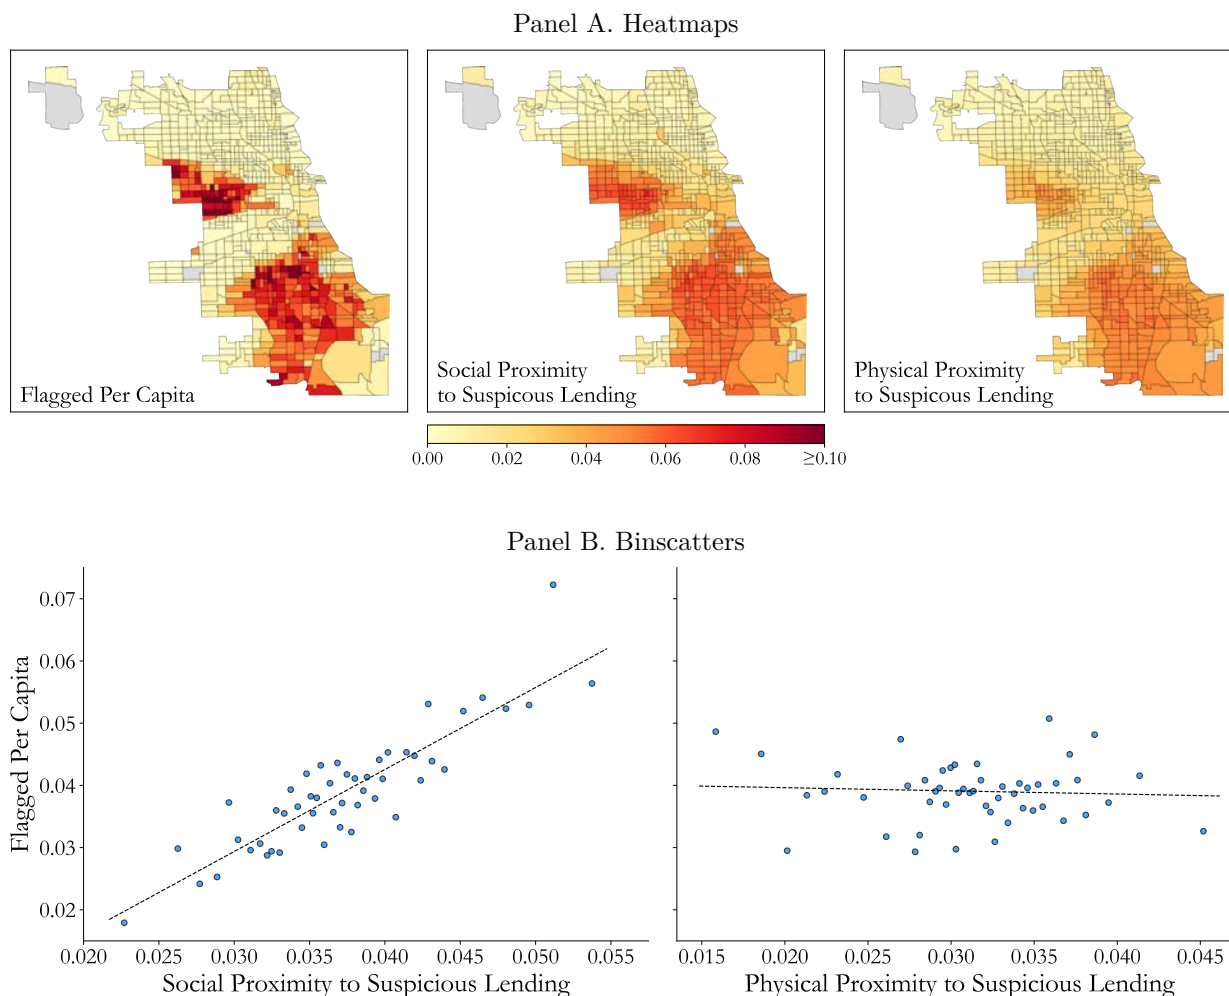 Panel A. Heatmaps
Flagged Per Capita
Social Proximity
to Suspicous Lending
Physical Proximity
to Suspicous Lending
0.00 0.02 0.04 0.06 0.08 ≥0.10
Panel B. Binscatters
Flagged Per Capita
0.07
0.06
0.05
0.04
0.03
0.02
0.020 0.025 0.030 0.035 0.040 0.045 0.050 0.055
Social Proximity to Suspicious Lending
0.015 0.020 0.025 0.030 0.035 0.040 0.045
Physical Proximity to Suspicious Lending